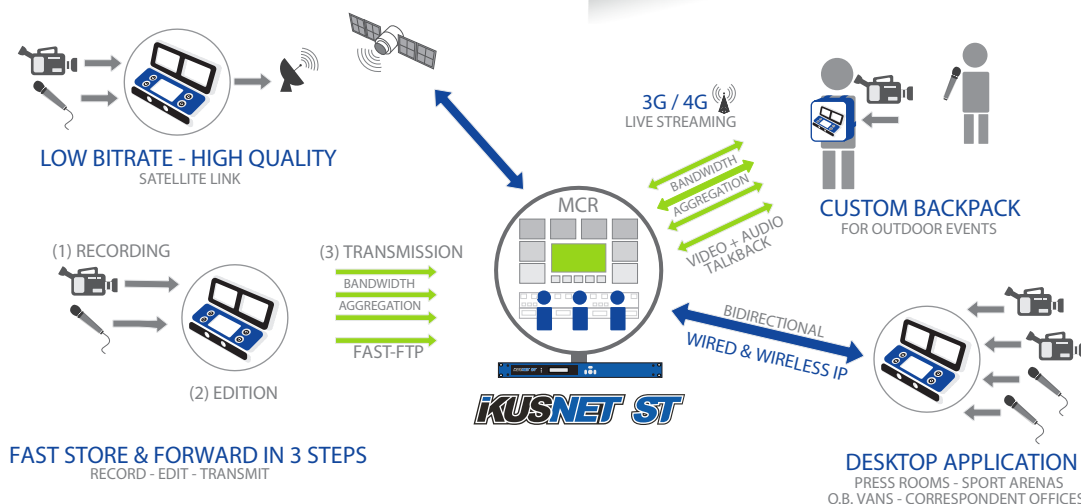 LOW BITRATE - HIGH QUALITY
SATELLITE LINK
3G / 4G
LIVE STREAMING
BANDWIDTH
AGGREGATION
VIDEO + AUDIO
TALKBACK
CUSTOM BACKPACK
FOR OUTDOOR EVENTS
MCR
(1) RECORDING
(2) EDITION
(3) TRANSMISSION
BANDWIDTH
AGGREGATION
FAST-FTP
FAST STORE & FORWARD IN 3 STEPS
RECORD - EDIT - TRANSMIT
iKUSNET ST
BIDIRECTIONAL
WIRED & WIRELESS IP
DESKTOP APPLICATION
PRESS ROOMS - SPORT ARENAS
O.B. VANS - CORRESPONDENT OFFICES